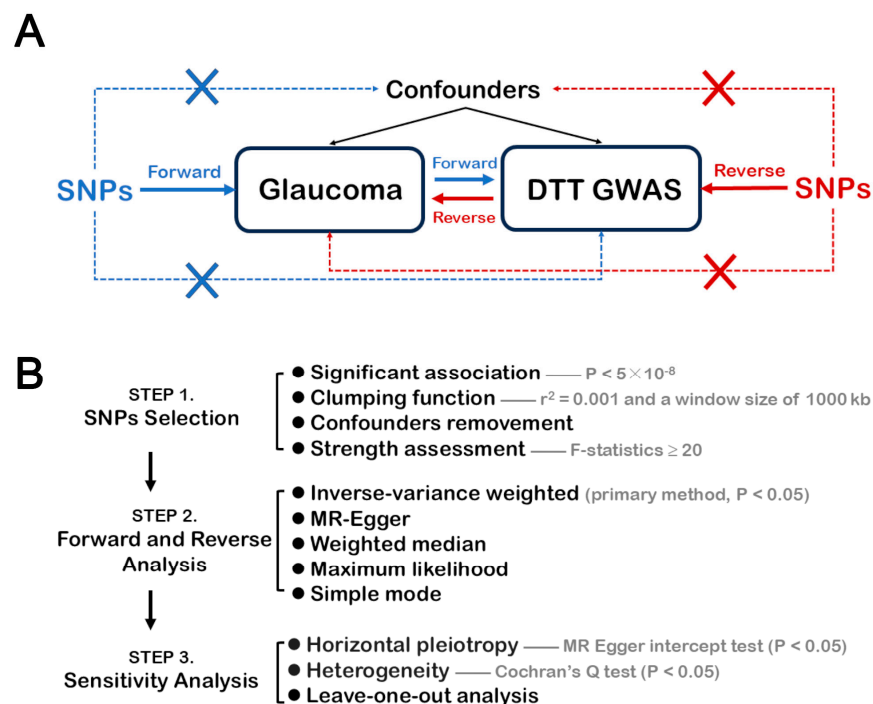 A
Confounders
Forward
Forward
Reverse
SNPs
Glaucoma
DTT GWAS
SNPs
Reverse
B
STEP 1.
SNPs Selection
Significant association —— P < 5×10⁻⁸
Clumping function —— r² = 0.001 and a window size of 1000 kb
Confounders removement
Strength assessment —— F-statistics ≥ 20
STEP 2.
Forward and Reverse
Analysis
Inverse-variance weighted (primary method, P < 0.05)
MR-Egger
Weighted median
Maximum likelihood
Simple mode
STEP 3.
Sensitivity Analysis
Horizontal pleiotropy —— MR Egger intercept test (P < 0.05)
Heterogeneity —— Cochran's Q test (P < 0.05)
Leave-one-out analysis